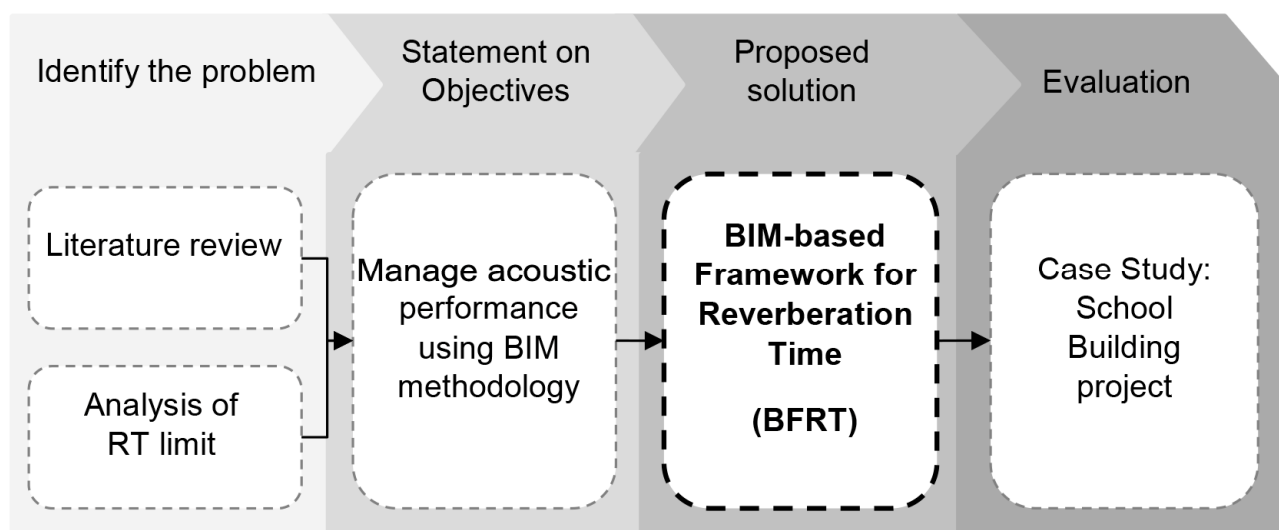 Identify the problem
Statement on
Objectives
Proposed
solution
Evaluation
Literature review
Analysis of
RT limit
Manage acoustic
performance
using BIM
methodology
BIM-based
Framework for
Reverberation
Time
(BFRT)
Case Study:
School
Building
project